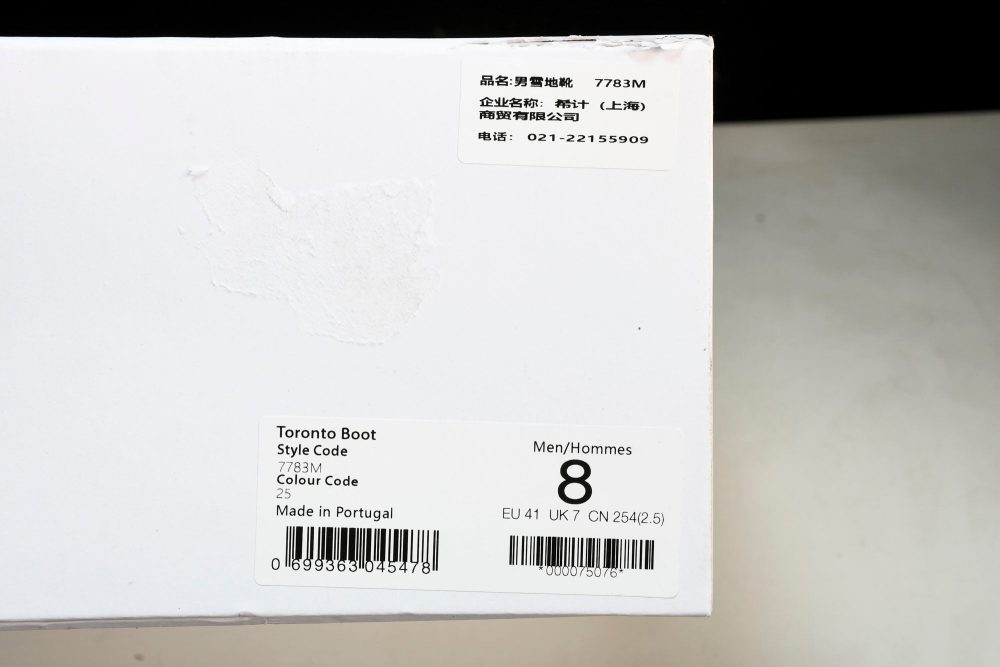 品名:男雪地靴 7783M
企业名称：希计（上海）
商贸有限公司
电话： 021-22155909
Toronto Boot
Style Code
7783M
Colour Code
25
Made in Portugal
0 699363 045478
Men/Hommes
8
EU 41 UK 7 CN 254(2.5)
*000075076*